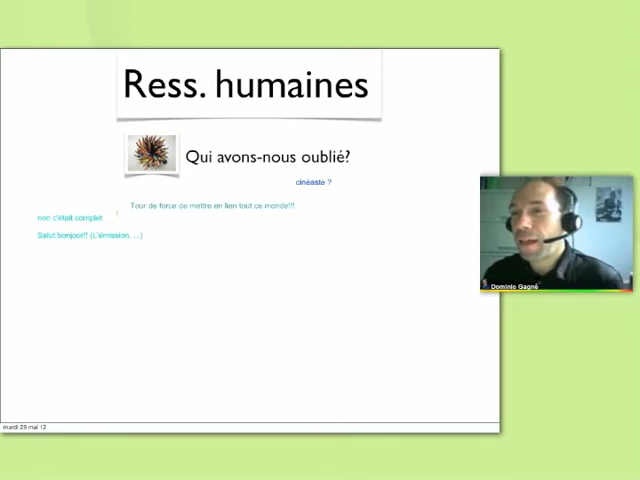 Ress. humaines
Qui avons-nous oublié?
cinéaste ?
Tour de force de mettre en lien tout ce monde!!!
non c'était complet
Salut bonjour!! (L'émission, ...)
Dominic Gagné
mardi 29 mai 12